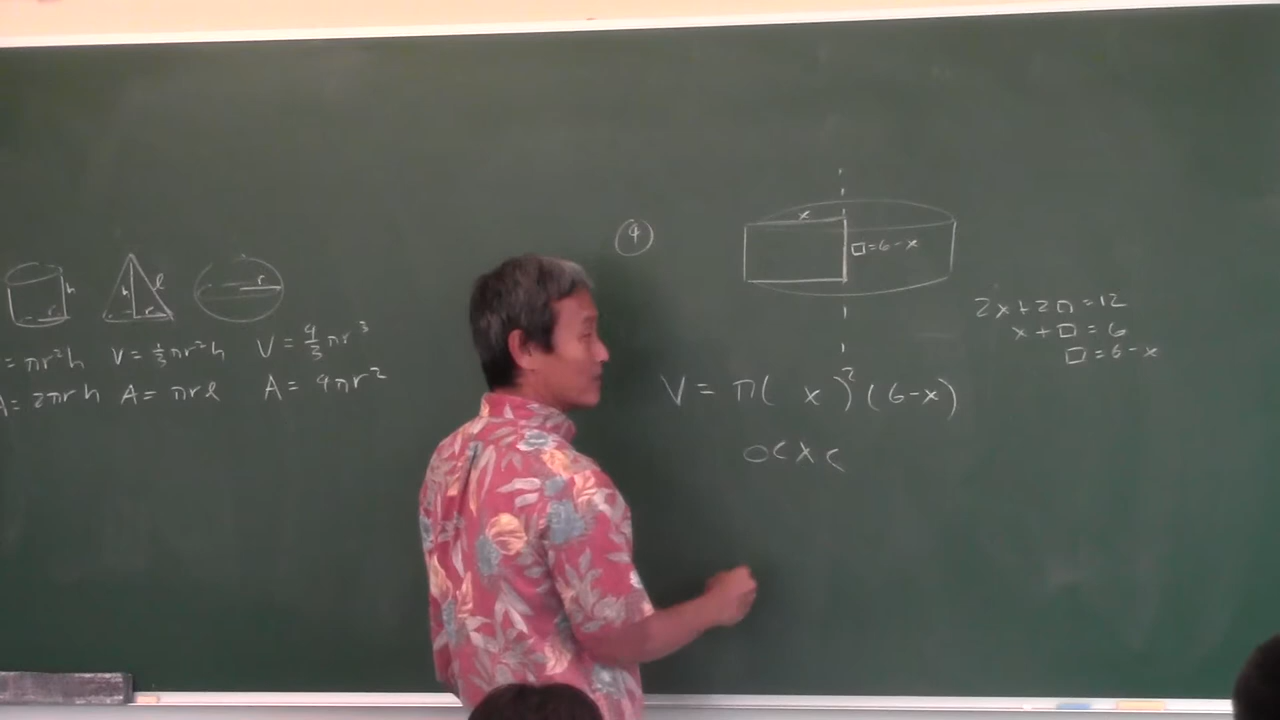 h r
h l r
r
= πr²h V = ⅓πr²h V = 4/3 πr³
A = 2πrh A = πrl A = 4πr²
④
x
□=6-x
2x+2□=12
x+□=6
□=6-x
V = π( x)²(6-x)
0<x<